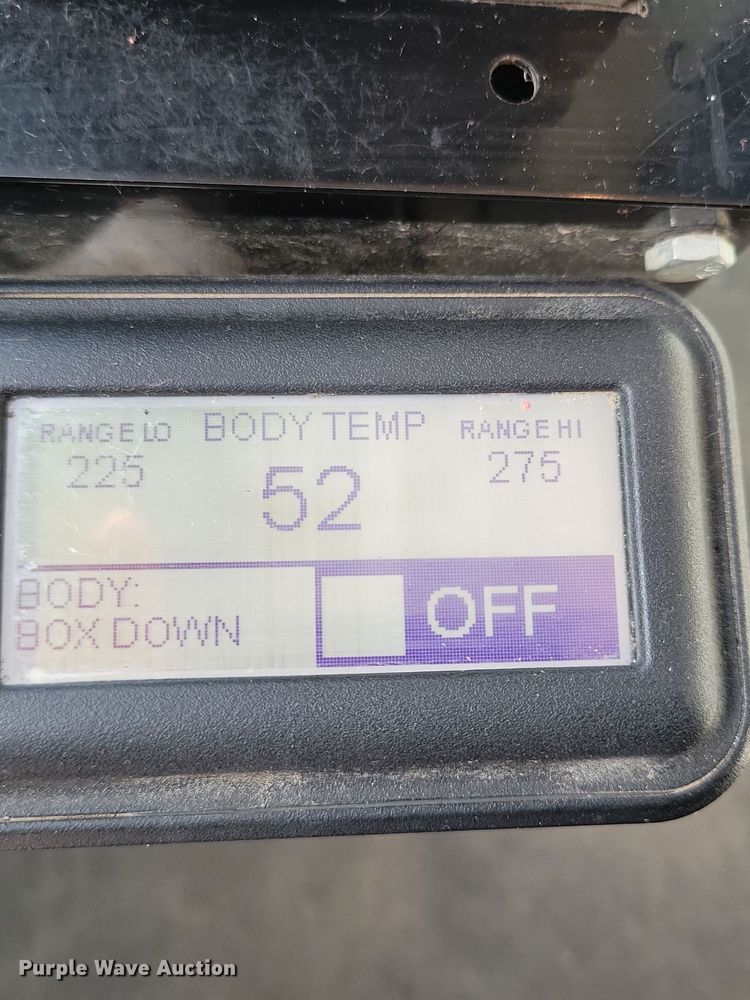 RANGE LO BODY TEMP RANGE HI
225 52 275
BODY: OFF
BOX DOWN
Purple Wave Auction